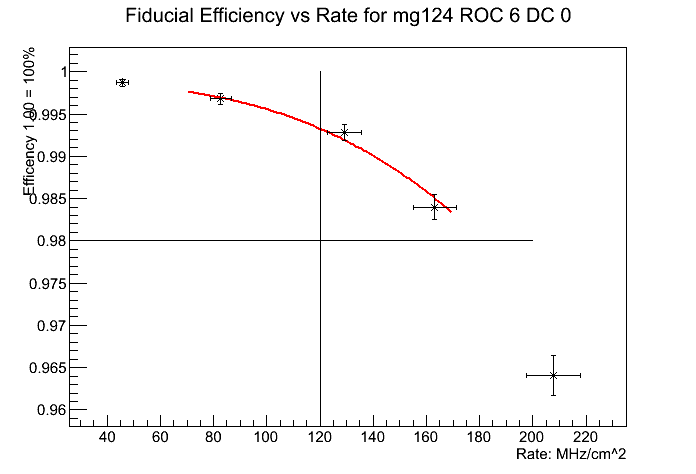 Fiducial Efficiency vs Rate for mg124 ROC 6 DC 0
Efficency 1.00 = 100%
1
0.995
0.99
0.985
0.98
0.975
0.97
0.965
0.96
40 60 80 100 120 140 160 180 200 220
Rate: MHz/cm^2